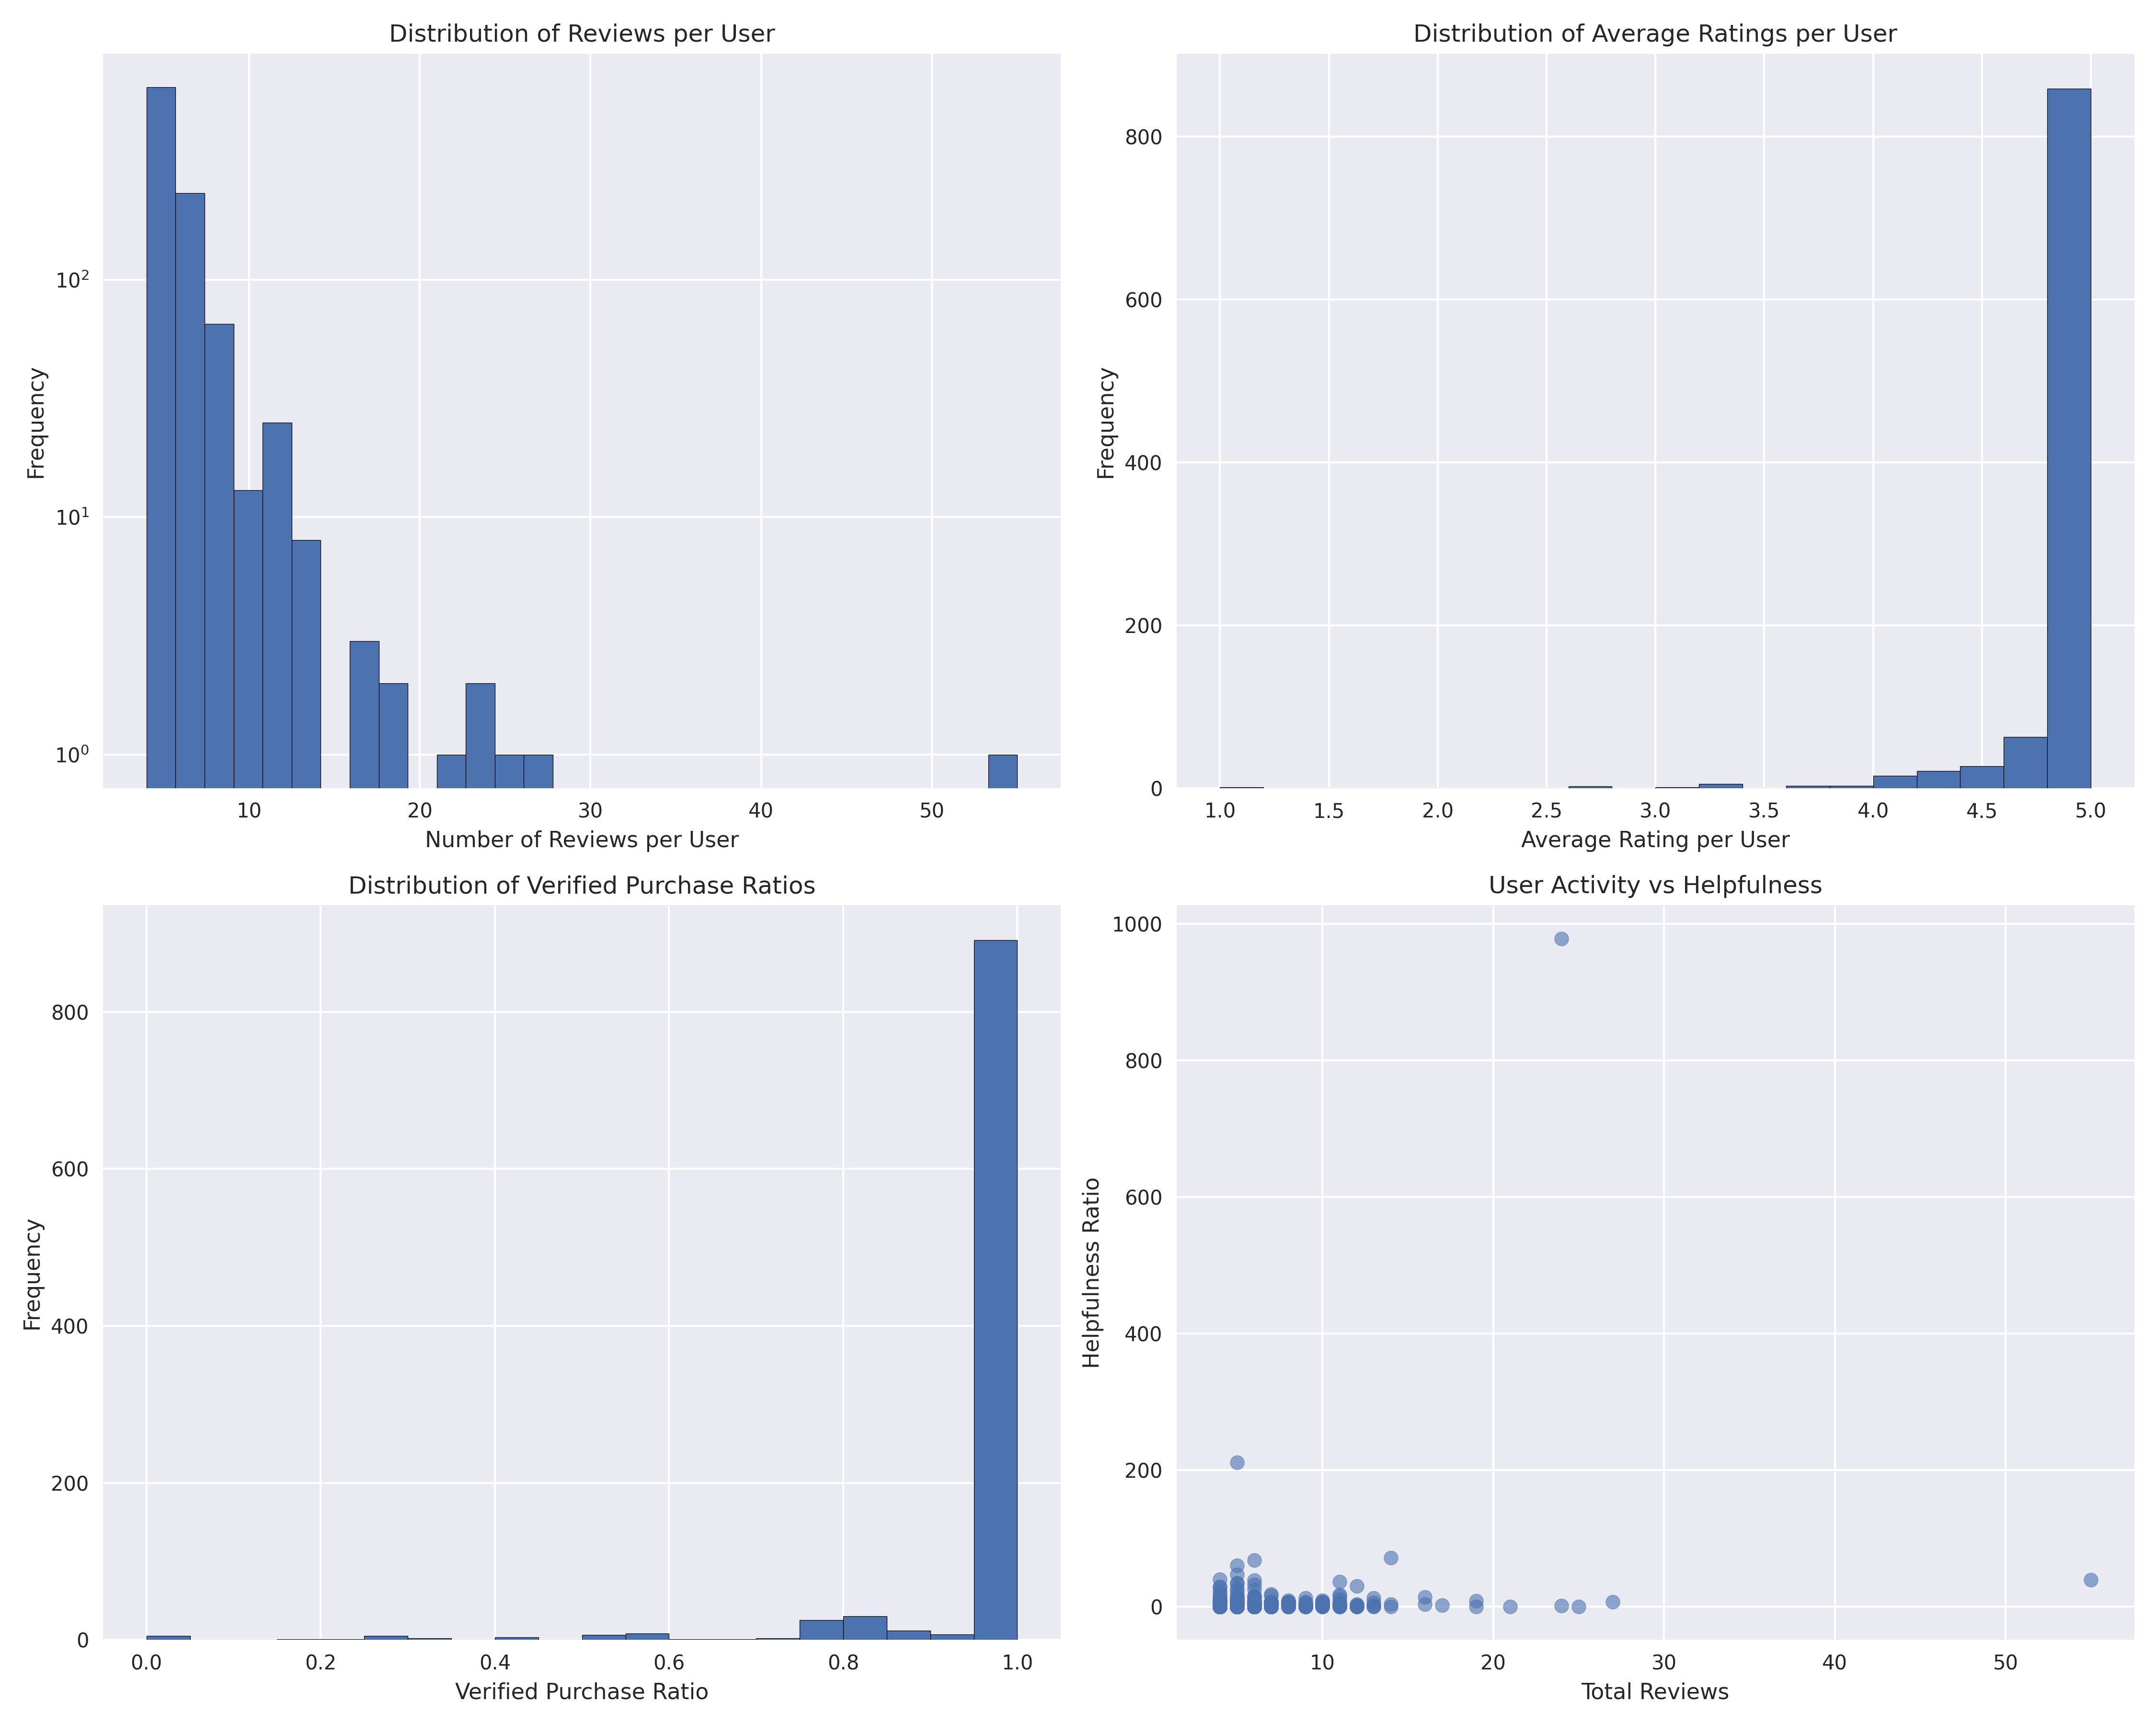 Distribution of Reviews per User
Frequency
10²
10¹
10⁰
10 20 30 40 50
Number of Reviews per User
Distribution of Average Ratings per User
Frequency
800
600
400
200
0
1.0 1.5 2.0 2.5 3.0 3.5 4.0 4.5 5.0
Average Rating per User
Distribution of Verified Purchase Ratios
Frequency
800
600
400
200
0
0.0 0.2 0.4 0.6 0.8 1.0
Verified Purchase Ratio
User Activity vs Helpfulness
Helpfulness Ratio
1000
800
600
400
200
0
10 20 30 40 50
Total Reviews